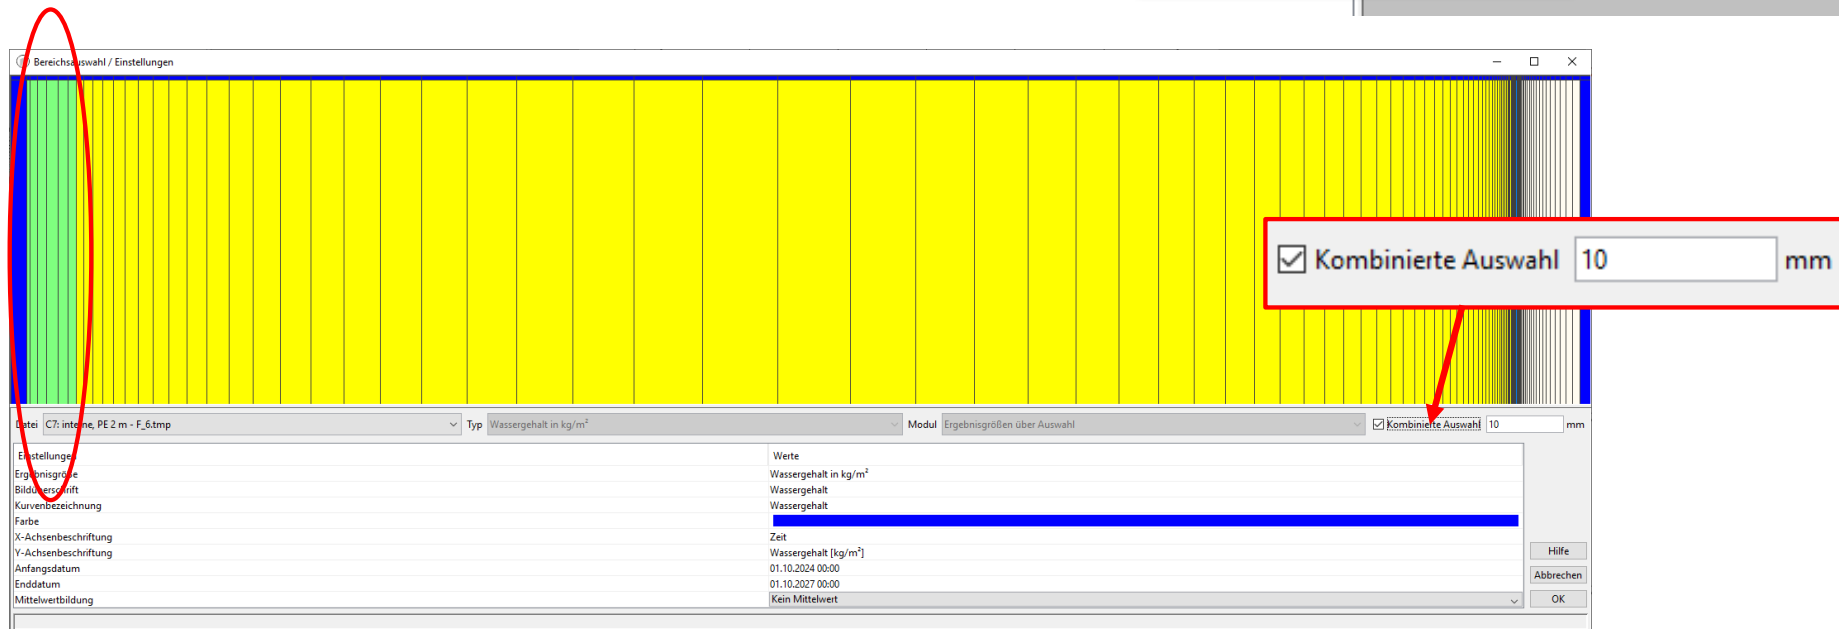 Bereichsauswahl / Einstellungen
Kombinierte Auswahl 10 mm
Datei C7: interne, PE 2 m - F_6.tmp Typ Wassergehalt in kg/m² Modul Ergebnisgrößen über Auswahl Kombinierte Auswahl 10 mm
Einstellungen Werte
Ergebnisgröße Wassergehalt in kg/m²
Bildüberschrift Wassergehalt
Kurvenbezeichnung Wassergehalt
Farbe
X-Achsenbeschriftung Zeit
Y-Achsenbeschriftung Wassergehalt [kg/m²]
Anfangsdatum 01.10.2024 00:00
Enddatum 01.10.2027 00:00
Mittelwertbildung Kein Mittelwert
Hilfe
Abbrechen
OK